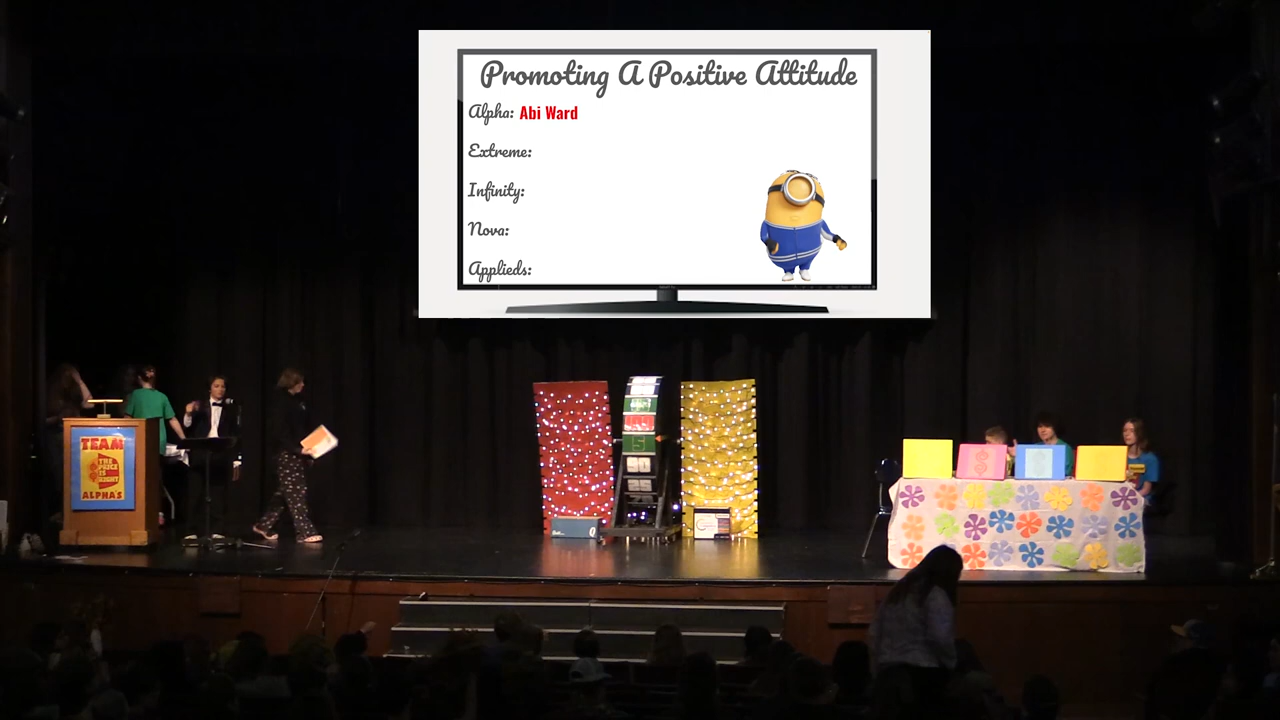 Promoting A Positive Attitude
Alpha: Abi Ward
Extreme:
Infinity:
Nova:
Applieds:
TEAM
THE
PRICE
IS
RIGHT
ALPHA'S